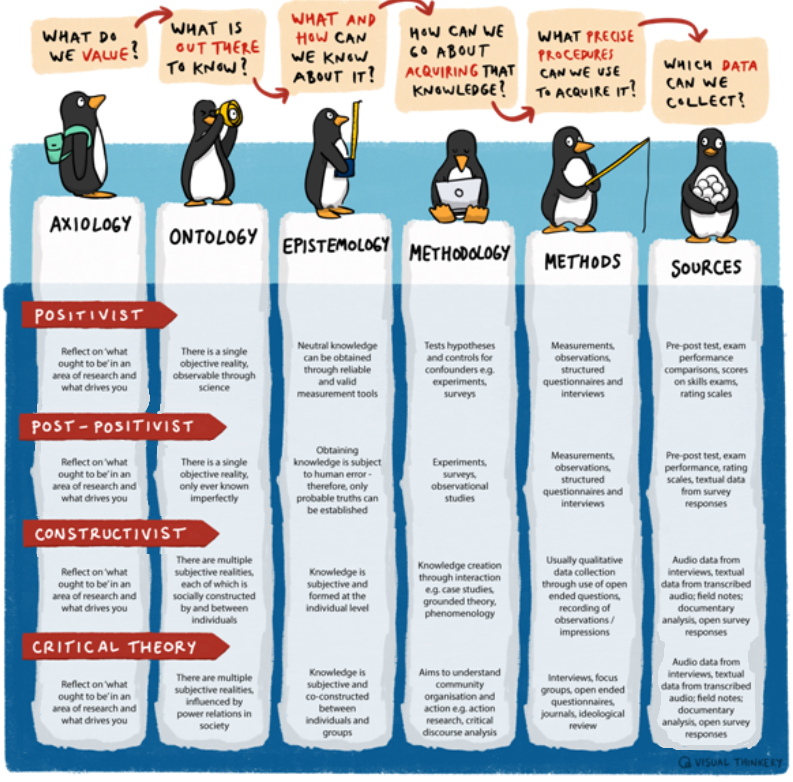 WHAT DO
WE VALUE?
WHAT IS
OUT THERE
TO KNOW?
WHAT AND
HOW CAN
WE KNOW
ABOUT IT?
HOW CAN WE
GO ABOUT
ACQUIRING THAT
KNOWLEDGE?
WHAT PRECISE
PROCEDURES
CAN WE USE
TO ACQUIRE IT?
WHICH DATA
CAN WE
COLLECT?
AXIOLOGY
ONTOLOGY
EPISTEMOLOGY
METHODOLOGY
METHODS
SOURCES
POSITIVIST
Reflect on 'what
ought to be' in an
area of research and
what drives you
There is a single
objective reality,
observable through
science
Neutral knowledge
can be obtained
through reliable
and valid
measurement tools
Tests hypotheses
and controls for
confounders e.g.
experiments,
surveys
Measurements,
observations,
structured
questionnaires and
interviews
Pre-post test, exam
performance
comparisons, scores
on skills exams,
rating scales
POST-POSITIVIST
Reflect on 'what
ought to be' in an
area of research and
what drives you
There is a single
objective reality,
only ever known
imperfectly
Obtaining
knowledge is subject
to human error -
therefore, only
probable truths can
be established
Experiments,
surveys,
observational
studies
Measurements,
observations,
structured
questionnaires and
interviews
Pre-post test, exam
performance, rating
scales, textual data
from survey
responses
CONSTRUCTIVIST
Reflect on 'what
ought to be' in an
area of research and
what drives you
There are multiple
subjective realities,
each of which is
socially constructed
by and between
individuals
Knowledge is
subjective and
formed at the
individual level
Knowledge creation
through interaction
e.g. case studies,
grounded theory,
phenomenology
Usually qualitative
data collection
through use of open
ended questions,
recording of
observations /
impressions
Audio data from
interviews, textual
data from transcribed
audio; field notes;
documentary
analysis, open survey
responses
CRITICAL THEORY
Reflect on 'what
ought to be' in an
area of research and
what drives you
There are multiple
subjective realities,
influenced by
power relations in
society
Knowledge is
subjective and
co-constructed
between
individuals and
groups
Aims to understand
community
organisation and
action e.g. action
research, critical
discourse analysis
Interviews, focus
groups, open ended
questionnaires,
journals, ideological
review
Audio data from
interviews, textual
data from transcribed
audio; field notes;
documentary
analysis, open survey
responses
VISUAL THINKERY